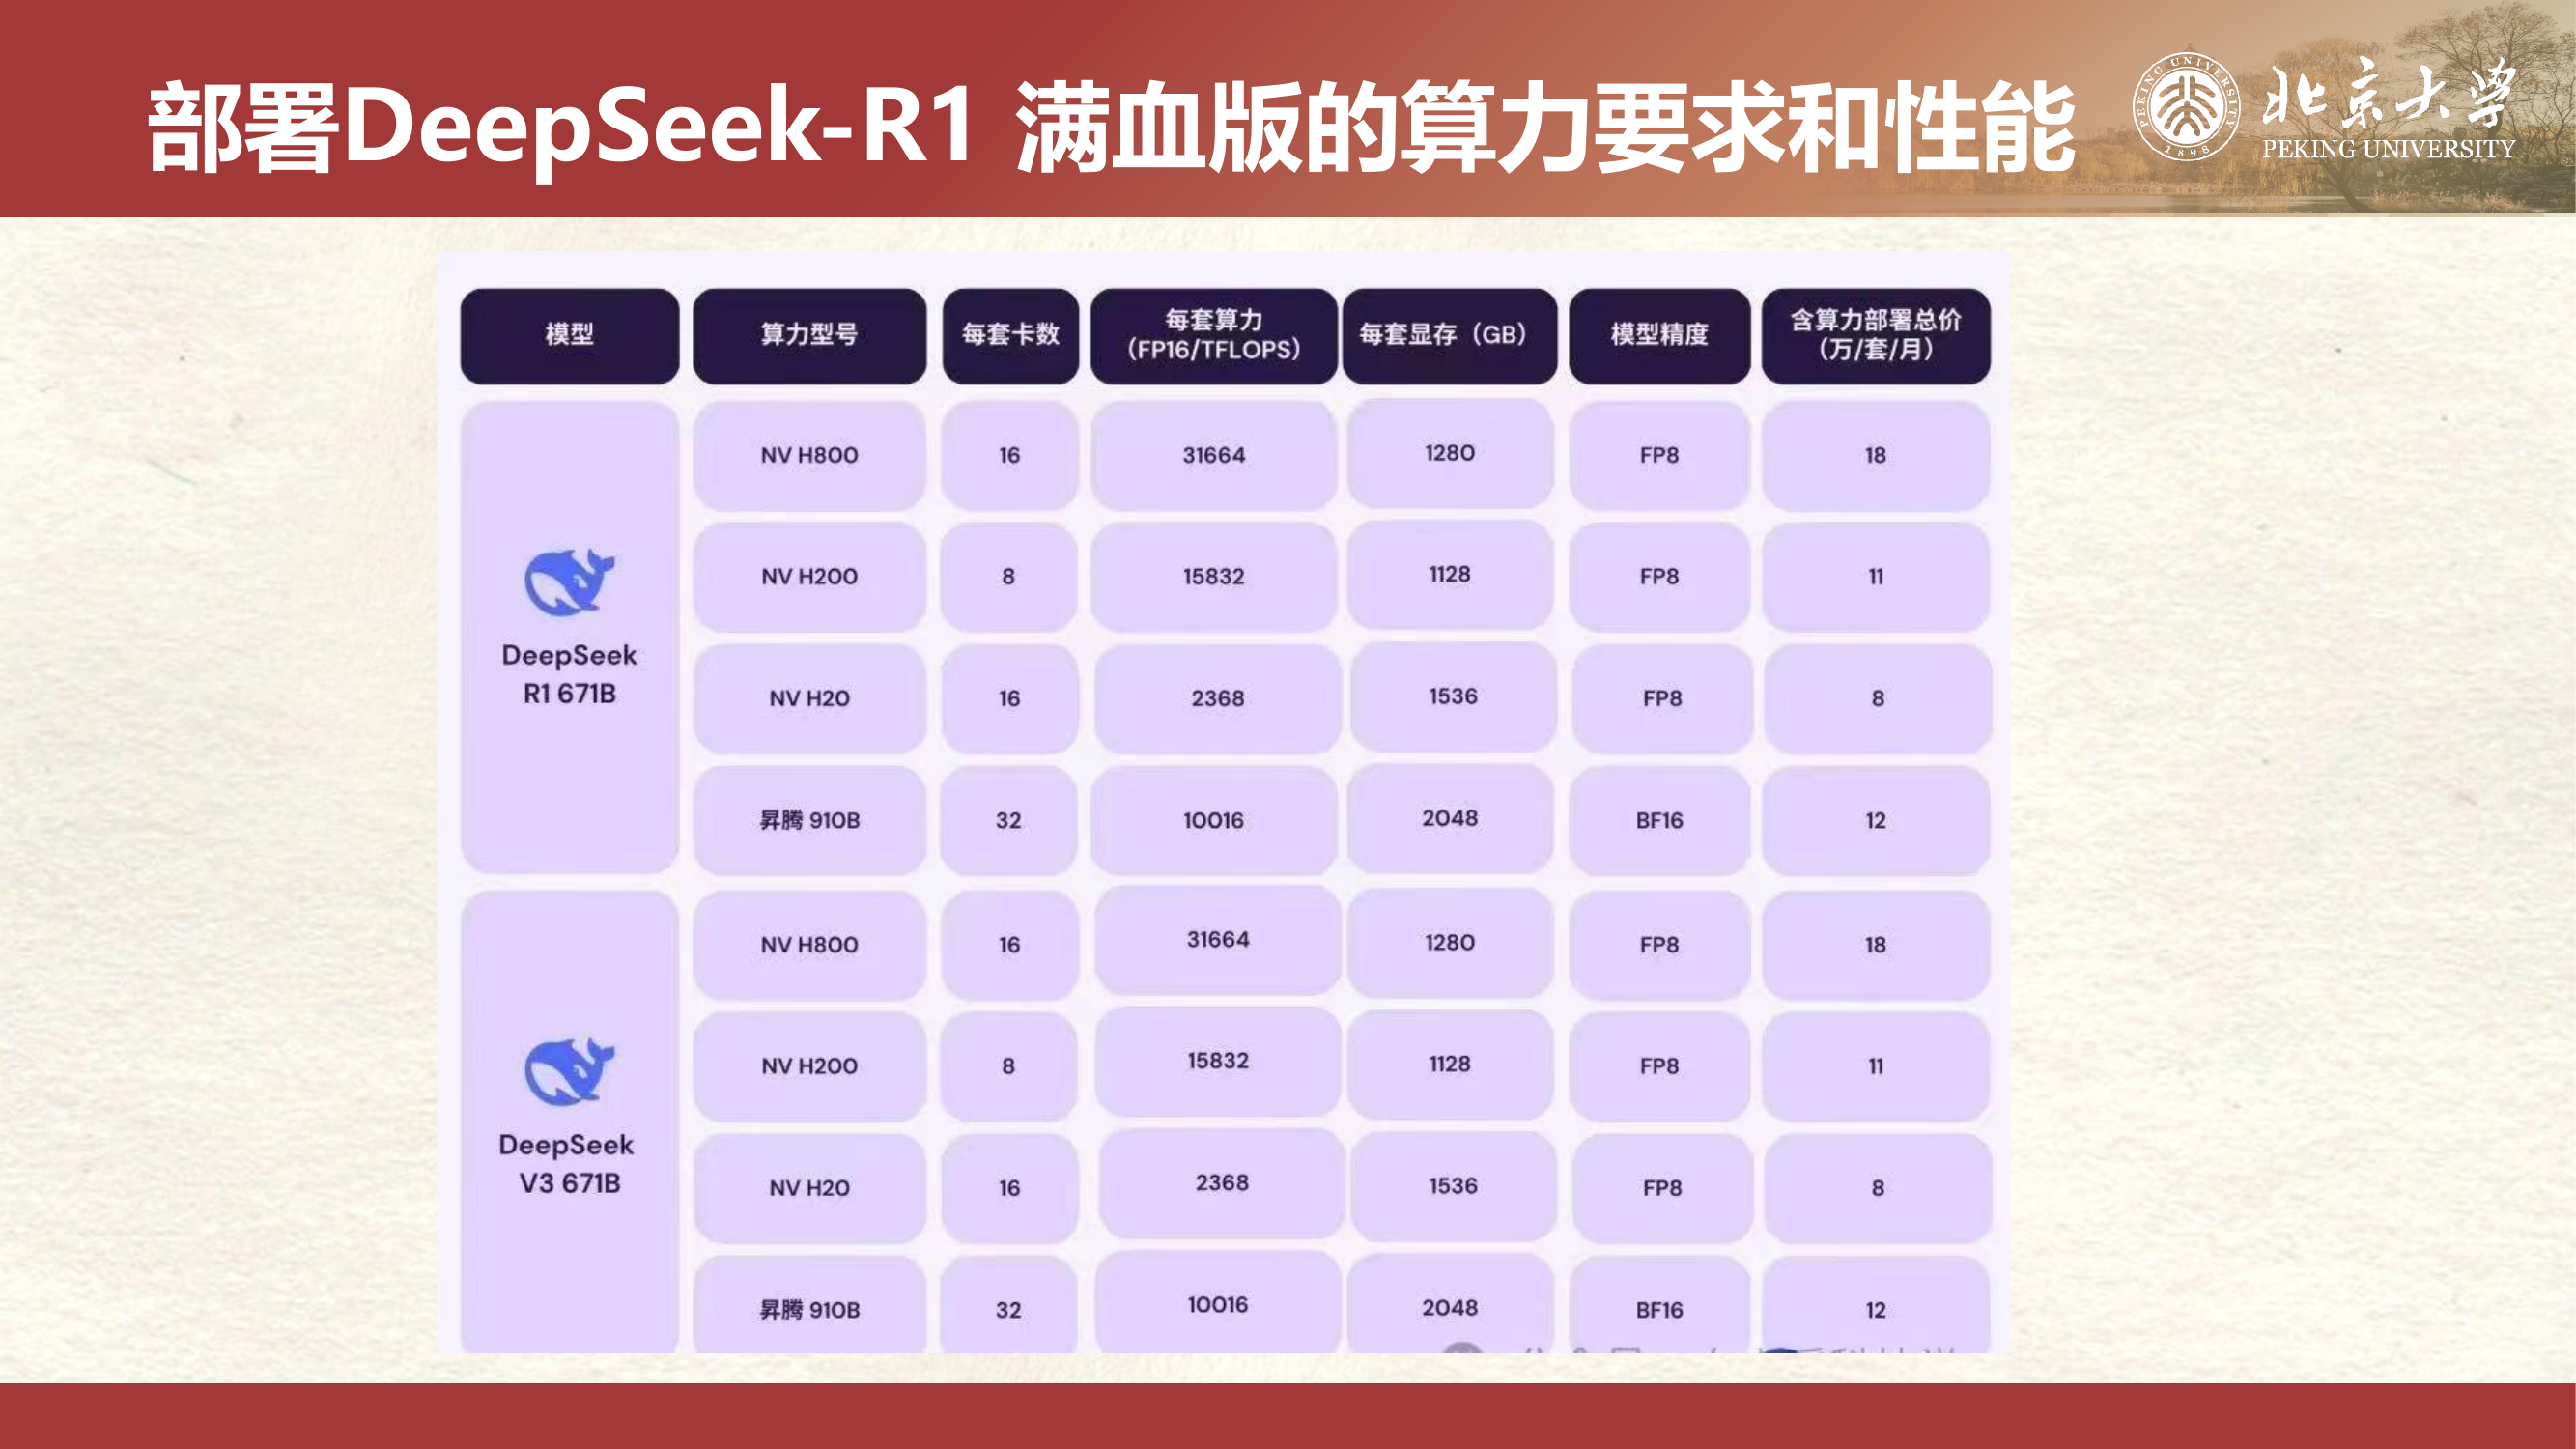 部署DeepSeek-R1 满血版的算力要求和性能
北京大学
PEKING UNIVERSITY
PEKING UNIVERSITY
1898
模型 算力型号 每套卡数 每套算力 (FP16/TFLOPS) 每套显存 (GB) 模型精度 含算力部署总价 (万/套/月)
NV H800 16 31664 1280 FP8 18
NV H200 8 15832 1128 FP8 11
DeepSeek
R1 671B
NV H20 16 2368 1536 FP8 8
昇腾 910B 32 10016 2048 BF16 12
NV H800 16 31664 1280 FP8 18
NV H200 8 15832 1128 FP8 11
DeepSeek
V3 671B
NV H20 16 2368 1536 FP8 8
昇腾 910B 32 10016 2048 BF16 12